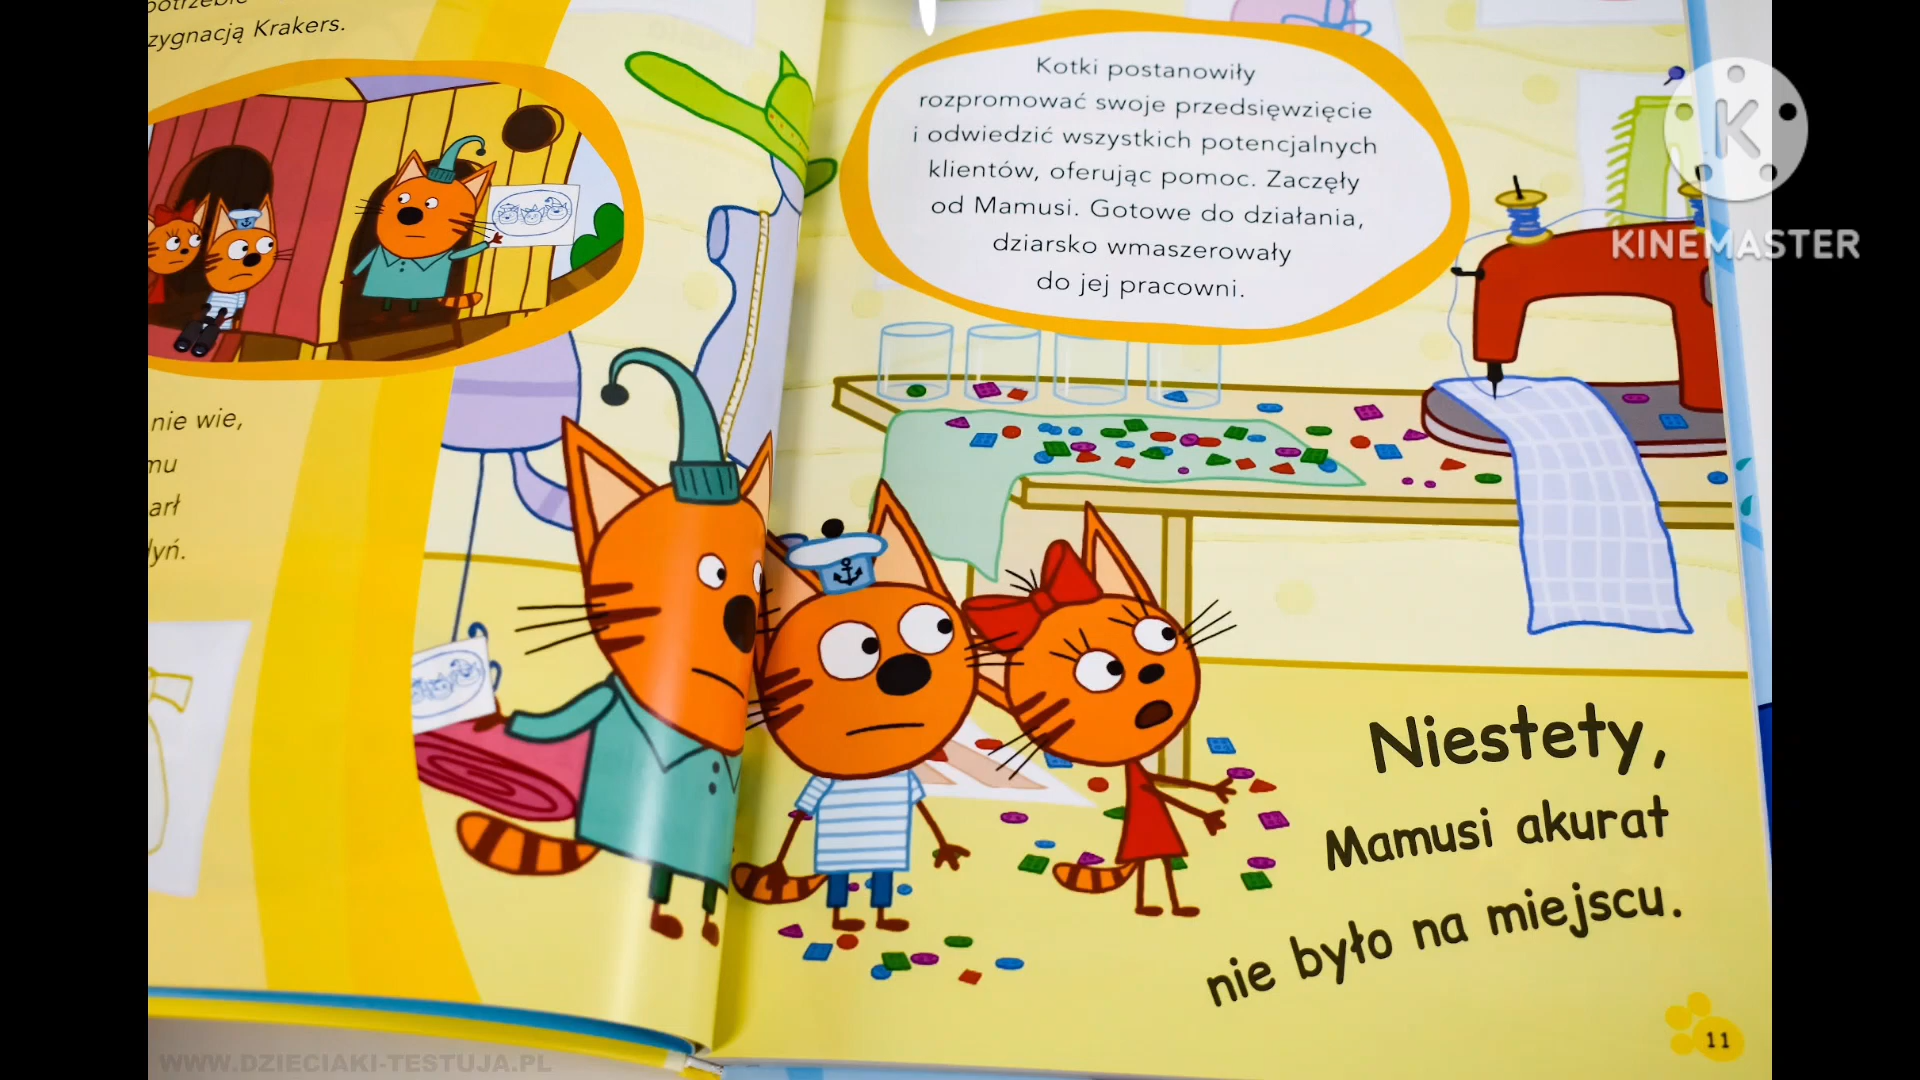 zygnacją Krakers.
nie wie,
Kotki postanowiły
rozpromować swoje przedsięwzięcie
i odwiedzić wszystkich potencjalnych
klientów, oferując pomoc. Zaczęły
od Mamusi. Gotowe do działania,
dziarsko wmaszerowały
do jej pracowni.
Niestety,
Mamusi akurat
nie było na miejscu.
11
K
KINEMASTER
WWW.DZIECIAKI-TESTUJA.PL